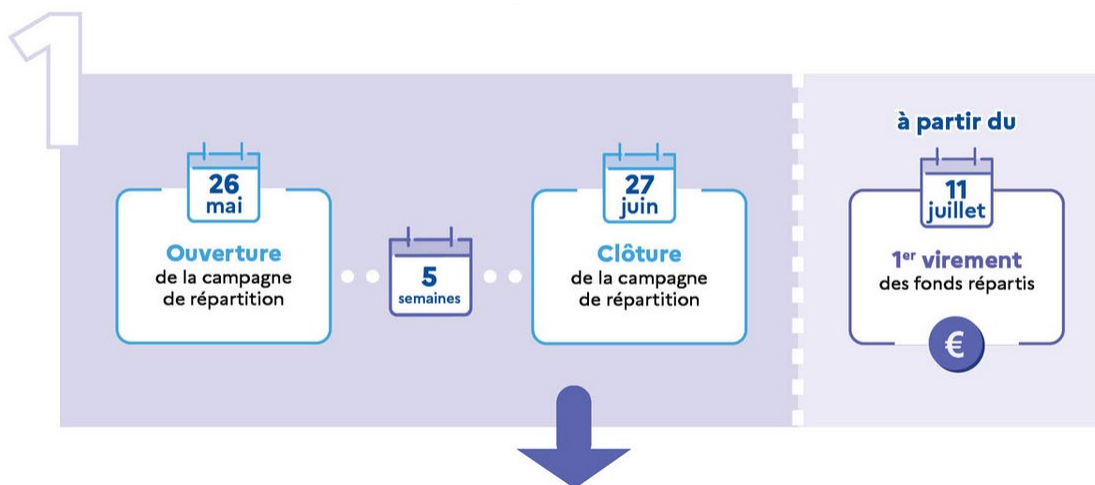 1
26
mai
Ouverture
de la campagne
de répartition
5
semaines
27
juin
Clôture
de la campagne
de répartition
à partir du
11
juillet
1er virement
des fonds répartis
€